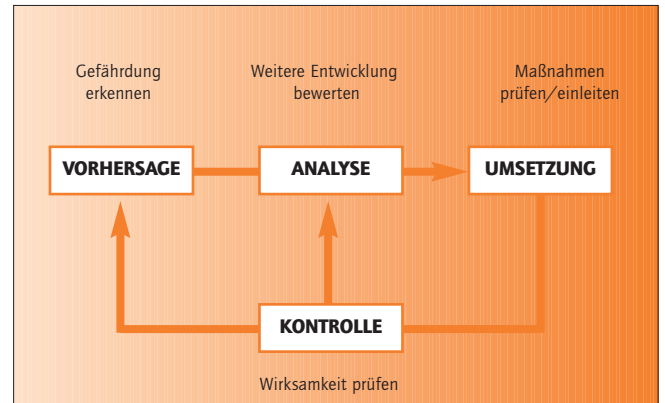 Gefährdung
erkennen
Weitere Entwicklung
bewerten
Maßnahmen
prüfen/einleiten
VORHERSAGE
ANALYSE
UMSETZUNG
KONTROLLE
Wirksamkeit prüfen